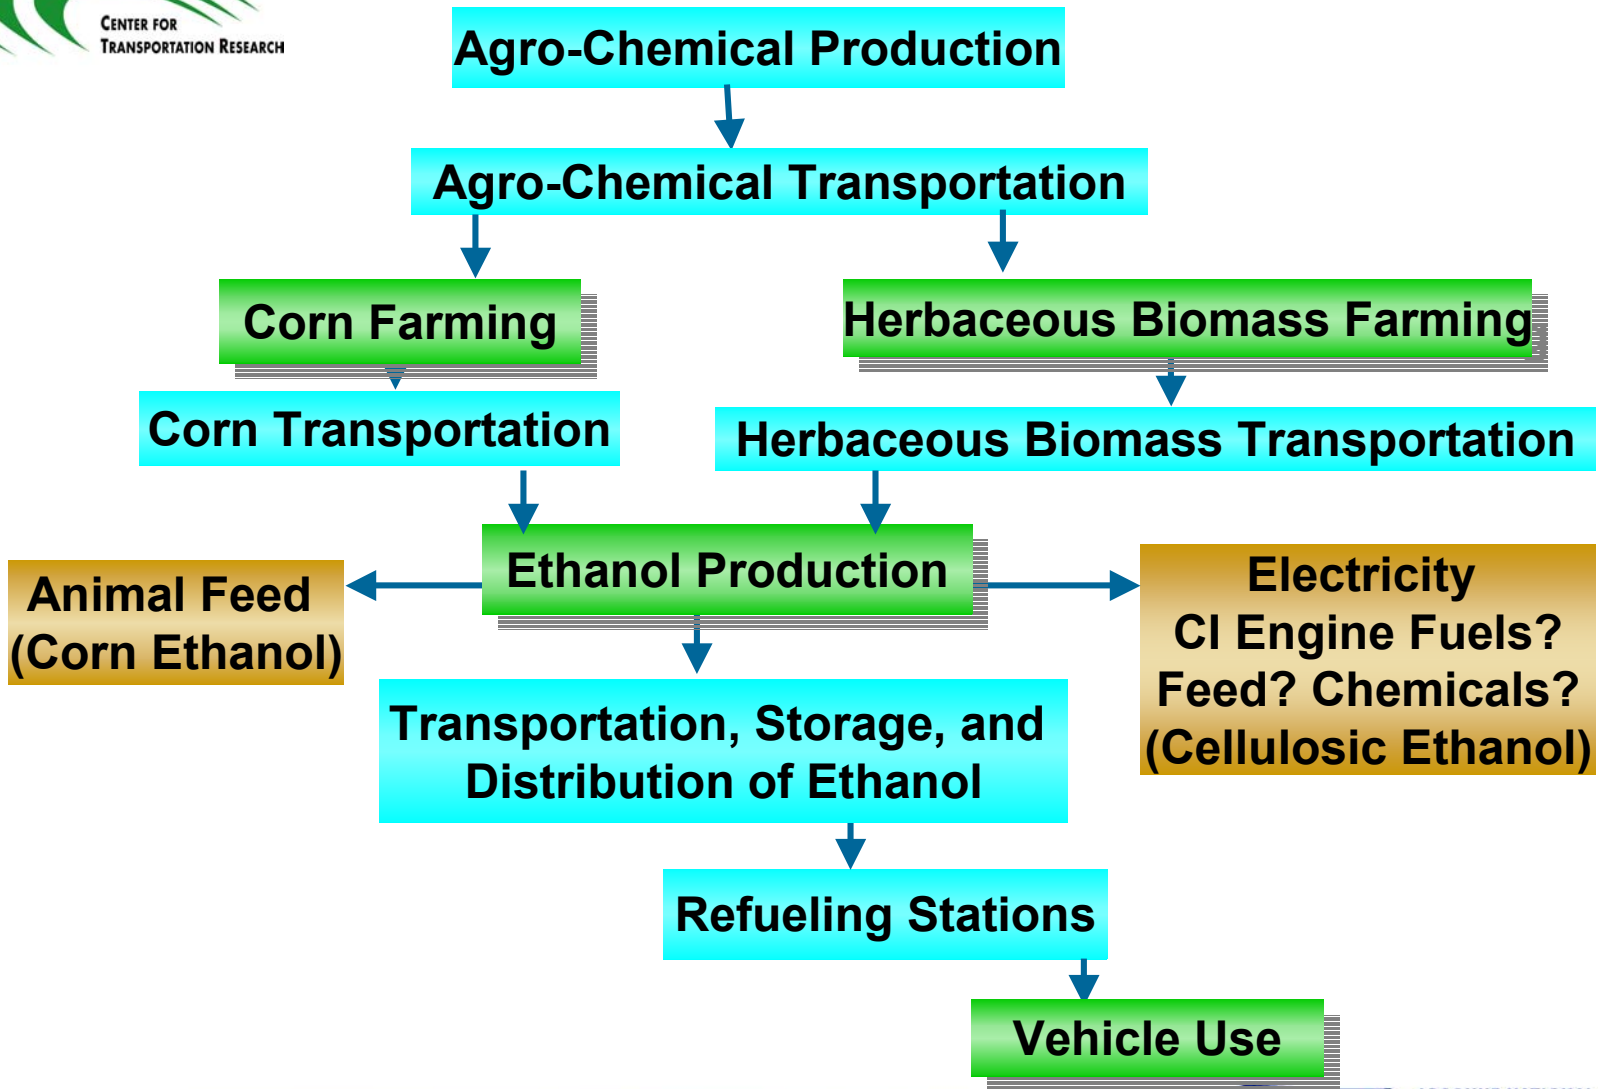 CENTER FOR
TRANSPORTATION RESEARCH
Agro-Chemical Production
Agro-Chemical Transportation
Corn Farming
Herbaceous Biomass Farming
Corn Transportation
Herbaceous Biomass Transportation
Ethanol Production
Animal Feed
(Corn Ethanol)
Electricity
CI Engine Fuels?
Feed? Chemicals?
(Cellulosic Ethanol)
Transportation, Storage, and
Distribution of Ethanol
Refueling Stations
Vehicle Use